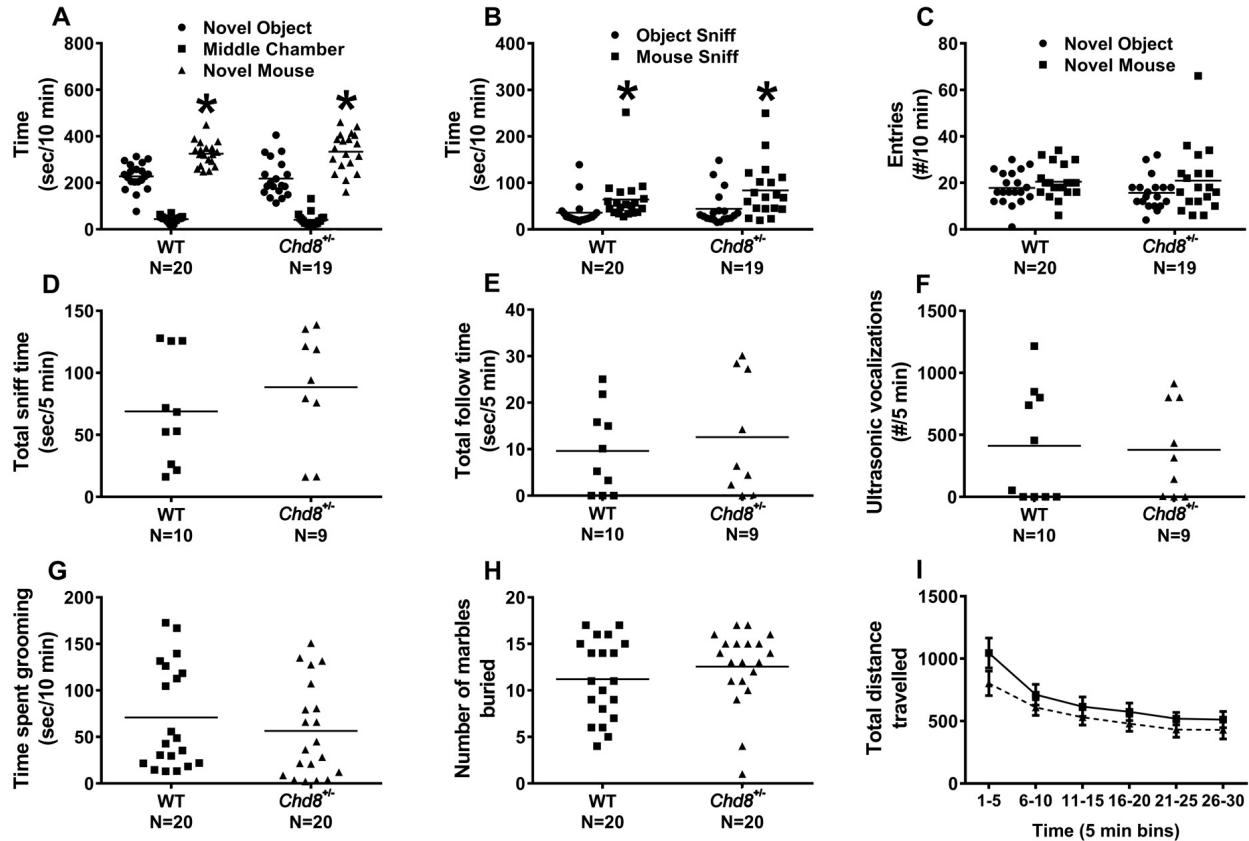 A
Novel Object
Middle Chamber
Novel Mouse
Time
(sec/10 min)
800
600
400
200
0
*
*
WT
N=20
Chd8+/-
N=19
B
Object Sniff
Mouse Sniff
Time
(sec/10 min)
400
300
200
100
0
*
*
WT
N=20
Chd8+/-
N=19
C
Novel Object
Novel Mouse
Entries
(#/10 min)
80
60
40
20
0
WT
N=20
Chd8+/-
N=19
D
Total sniff time
(sec/5 min)
150
100
50
0
WT
N=10
Chd8+/-
N=9
E
Total follow time
(sec/5 min)
40
30
20
10
0
WT
N=10
Chd8+/-
N=9
F
Ultrasonic vocalizations
(#/5 min)
1500
1000
500
0
WT
N=10
Chd8+/-
N=9
G
Time spent grooming
(sec/10 min)
200
150
100
50
0
WT
N=20
Chd8+/-
N=20
H
Number of marbles
buried
20
15
10
5
0
WT
N=20
Chd8+/-
N=20
I
Total distance
travelled
1500
1000
500
0
1-5 6-10 11-15 16-20 21-25 26-30
Time (5 min bins)